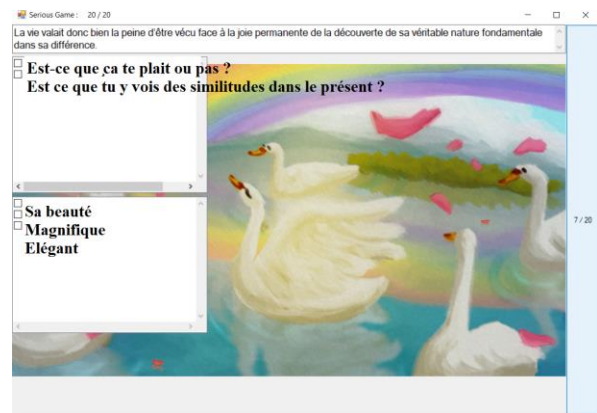 Serious Game : 20 / 20
La vie valait donc bien la peine d'être vécu face à la joie permanente de la découverte de sa véritable nature fondamentale
dans sa différence.
Est-ce que ça te plait ou pas ?
Est ce que tu y vois des similitudes dans le présent ?
Sa beauté
Magnifique
Elégant
7 / 20